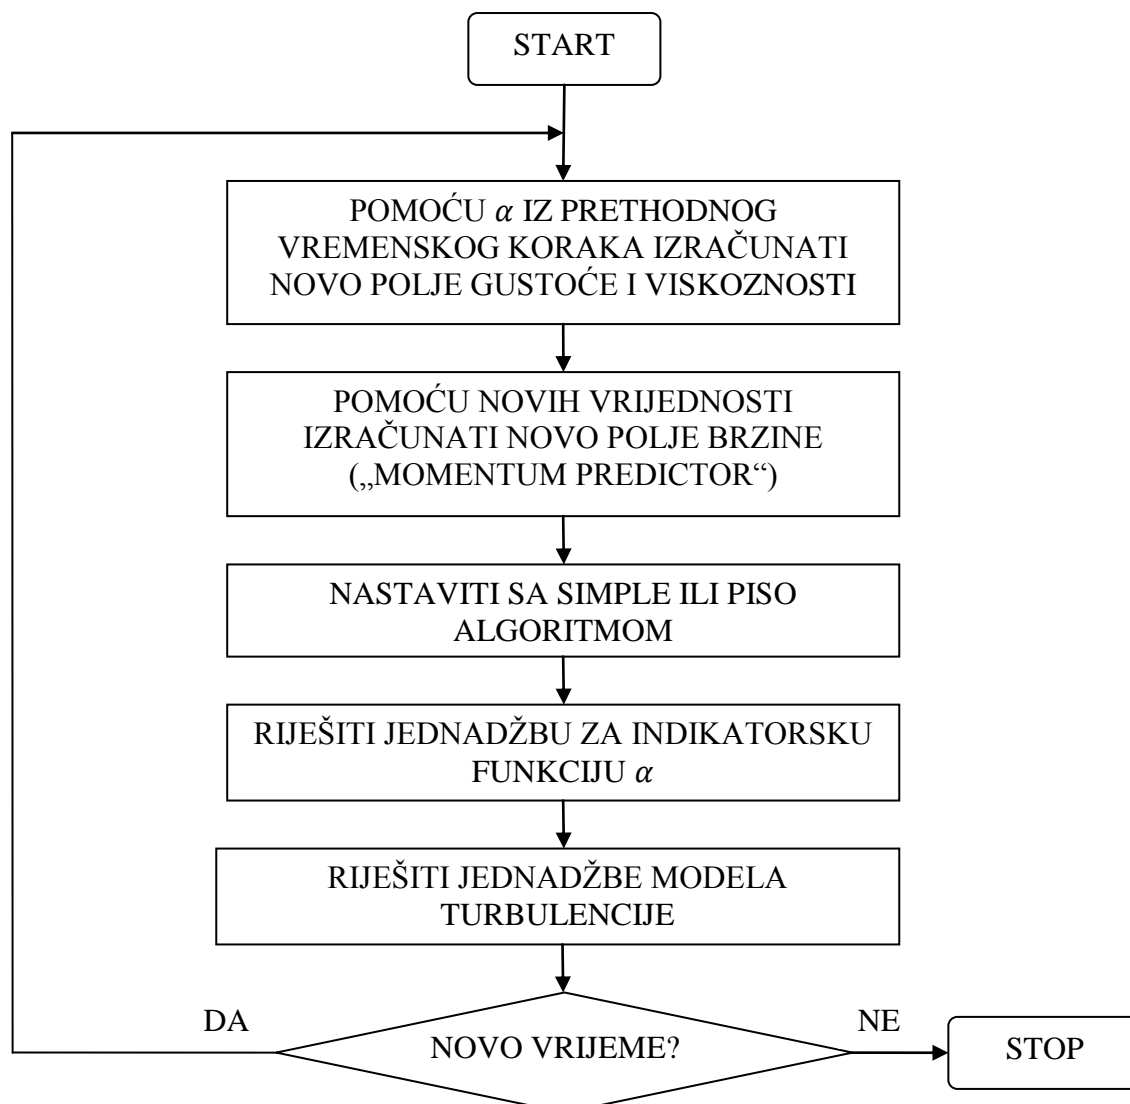 START
POMOĆU α IZ PRETHODNOG
VREMENSKOG KORAKA IZRAČUNATI
NOVO POLJE GUSTOĆE I VISKOZNOSTI
POMOĆU NOVIH VRIJEDNOSTI
IZRAČUNATI NOVO POLJE BRZINE
(„MOMENTUM PREDICTOR“)
NASTAVITI SA SIMPLE ILI PISO
ALGORITMOM
RIJEŠITI JEDNADŽBU ZA INDIKATORSKU
FUNKCIJU α
RIJEŠITI JEDNADŽBE MODELA
TURBULENCIJE
DA
NOVO VRIJEME?
NE
STOP